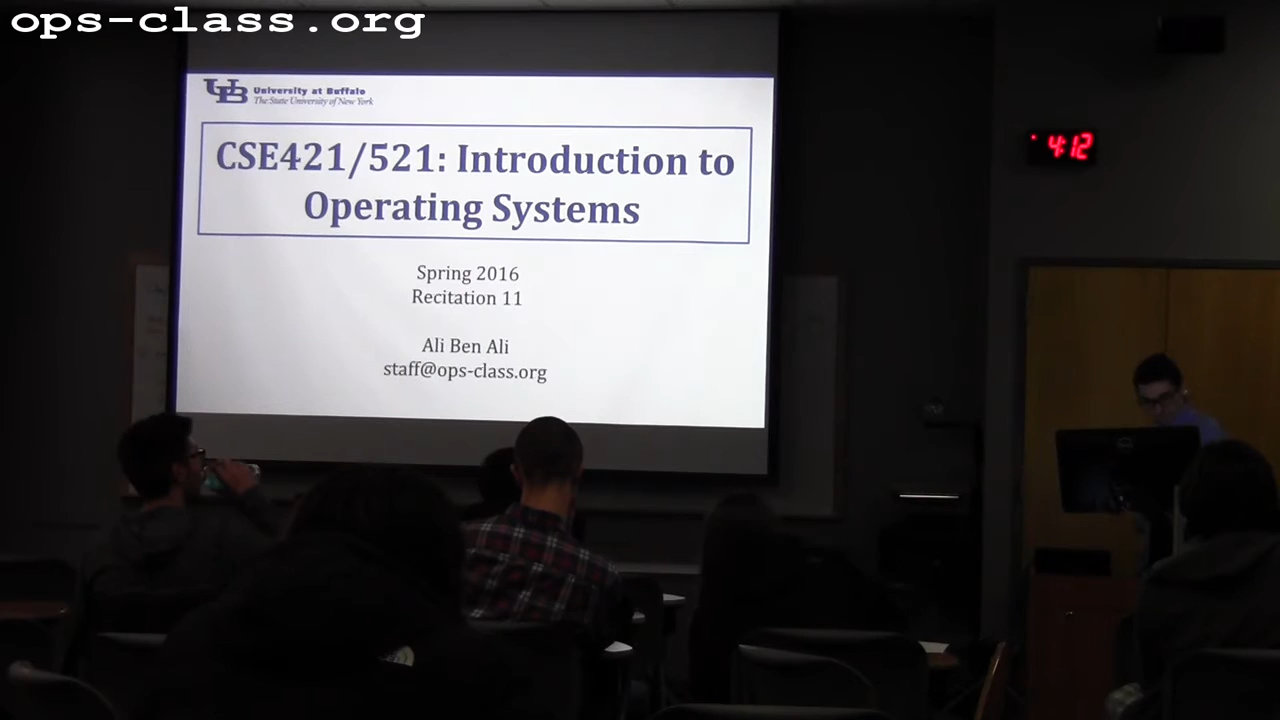 ops-class.org
University at Buffalo
The State University of New York
CSE421/521: Introduction to
Operating Systems
Spring 2016
Recitation 11
Ali Ben Ali
staff@ops-class.org
4:12